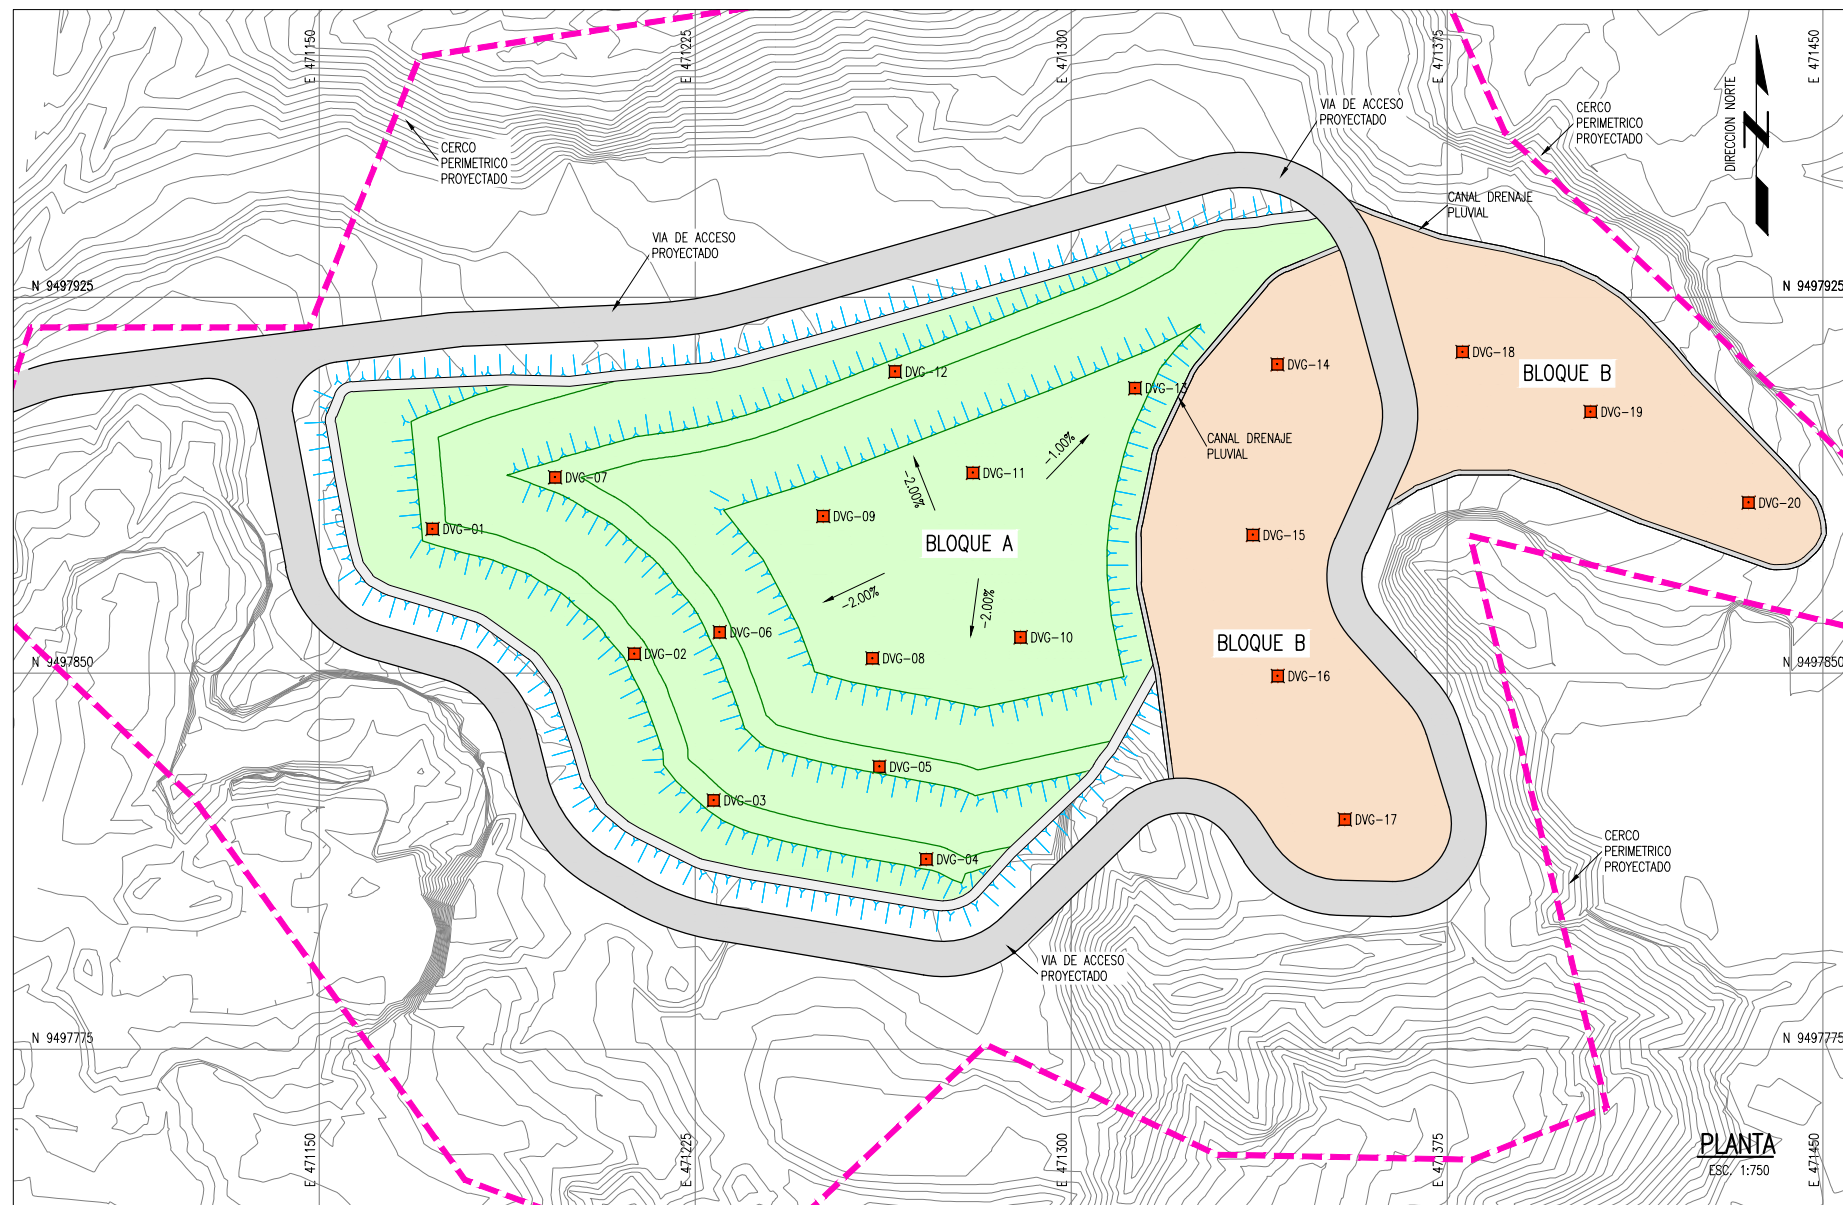 E 471150
E 471225
E 471300
E 471375
E 471450
DIRECCION NORTE
N
VIA DE ACCESO
PROYECTADO
CERCO
PERIMETRICO
PROYECTADO
CERCO
PERIMETRICO
PROYECTADO
CANAL DRENAJE
PLUVIAL
VIA DE ACCESO
PROYECTADO
N 9497925
N 9497925
DVG-18
BLOQUE B
DVG-14
DVG-12
DVG-13
DVG-19
CANAL DRENAJE
PLUVIAL
-1.00%
DVG-07
DVG-11
-2.00%
DVG-20
DVG-09
DVG-01
BLOQUE A
DVG-15
-2.00%
-2.00%
DVG-06
DVG-10
BLOQUE B
DVG-02
DVG-08
N 9497850
N 9497850
DVG-16
DVG-05
DVG-03
DVG-17
DVG-04
CERCO
PERIMETRICO
PROYECTADO
VIA DE ACCESO
PROYECTADO
N 9497775
N 9497775
E 471150
E 471225
E 471300
E 471375
E 471450
PLANTA
ESC. 1:750